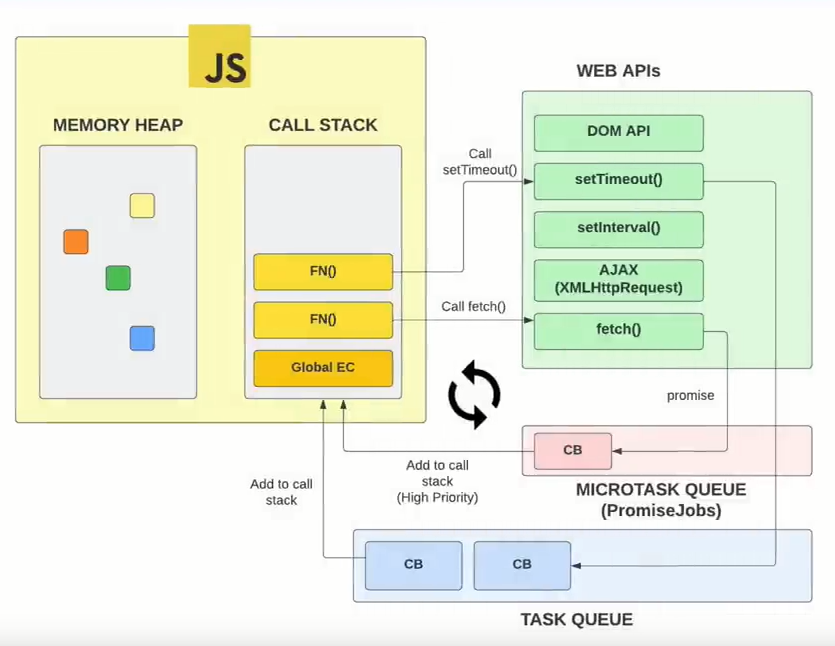 JS
MEMORY HEAP
CALL STACK
FN()
FN()
Global EC
Call
setTimeout()
Call fetch()
WEB APIs
DOM API
setTimeout()
setInterval()
AJAX
(XMLHttpRequest)
fetch()
promise
CB
MICROTASK QUEUE
(PromiseJobs)
Add to call
stack
(High Priority)
Add to call
stack
CB
CB
TASK QUEUE